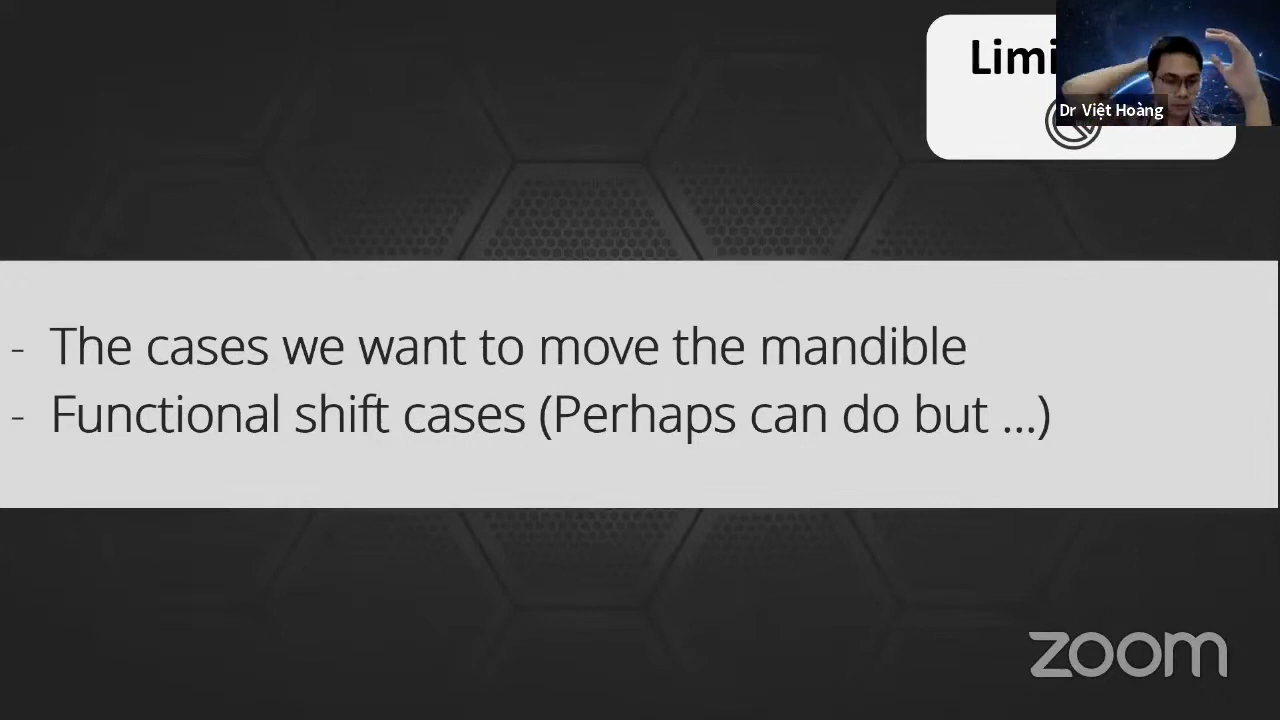 Limi
Dr Việt Hoàng
- The cases we want to move the mandible
- Functional shift cases (Perhaps can do but ...)
zoom